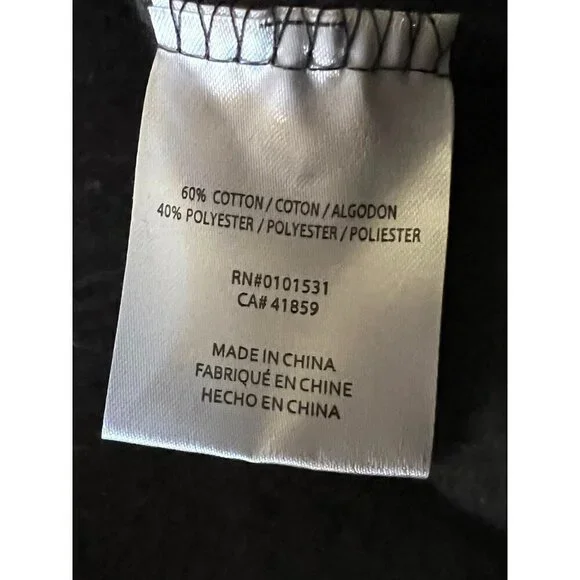 60% COTTON / COTON / ALGODON
40% POLYESTER / POLYESTER / POLIESTER
RN#0101531
CA# 41859
MADE IN CHINA
FABRIQUÉ EN CHINE
HECHO EN CHINA